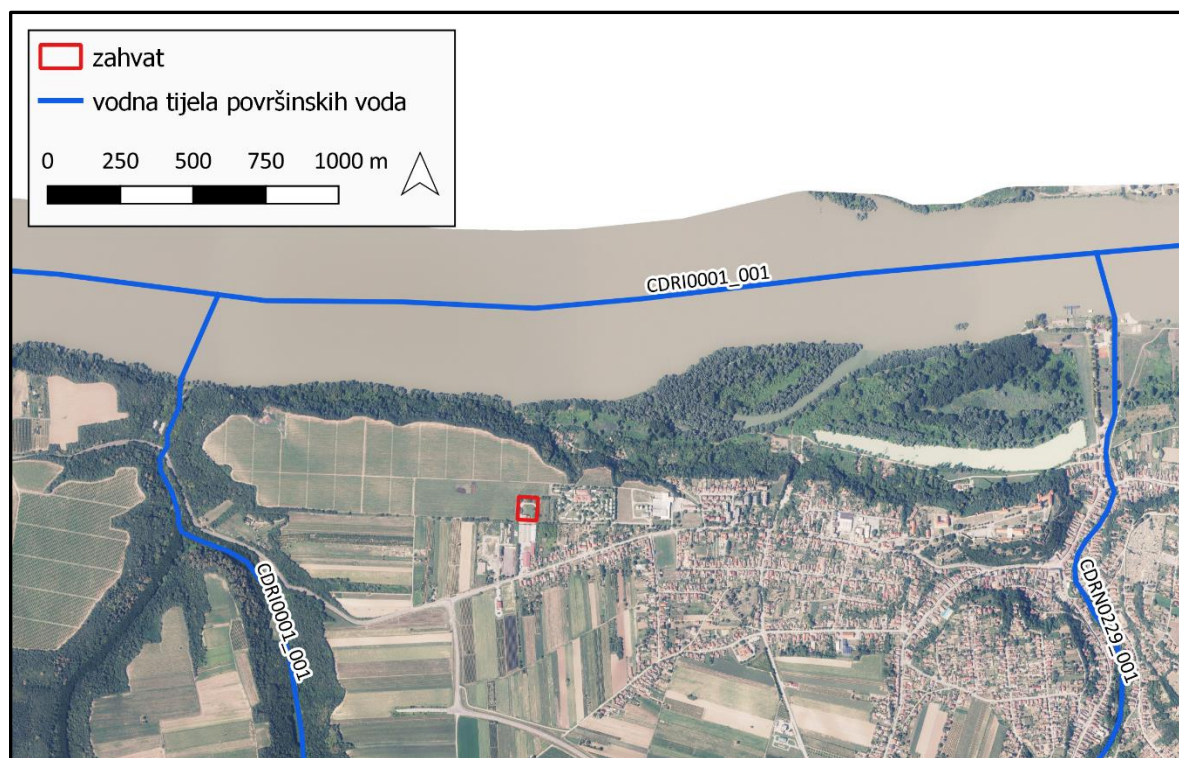 zahvat
vodna tijela površinskih voda
0 250 500 750 1000 m
CDRI0001_001
CDRI0001_001
CDRN0229_001